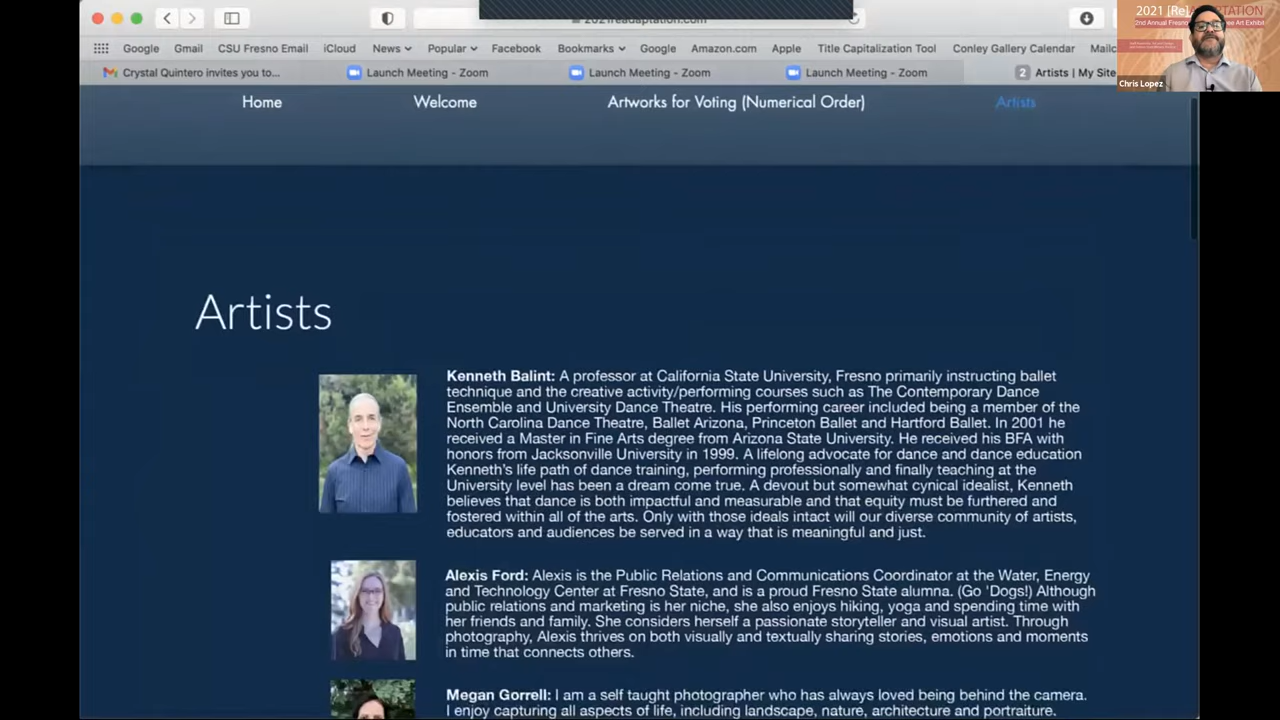 2021readaptation.com
Google Gmail CSU Fresno Email iCloud News Popular Facebook Bookmarks Google Amazon.com Apple Title Capitalization Tool Conley Gallery Calendar Mailc
Crystal Quintero invites you to... Launch Meeting - Zoom Launch Meeting - Zoom Launch Meeting - Zoom 2 Artists | My Site
2021 [Re]ADAPTATION
2nd Annual Fresno
ee Art Exhibit
Chris Lopez
Home Welcome Artworks for Voting (Numerical Order) Artists
Artists
Kenneth Balint: A professor at California State University, Fresno primarily instructing ballet
technique and the creative activity/performing courses such as The Contemporary Dance
Ensemble and University Dance Theatre. His performing career included being a member of the
North Carolina Dance Theatre, Ballet Arizona, Princeton Ballet and Hartford Ballet. In 2001 he
received a Master in Fine Arts degree from Arizona State University. He received his BFA with
honors from Jacksonville University in 1999. A lifelong advocate for dance and dance education
Kenneth's life path of dance training, performing professionally and finally teaching at the
University level has been a dream come true. A devout but somewhat cynical idealist, Kenneth
believes that dance is both impactful and measurable and that equity must be furthered and
fostered within all of the arts. Only with those ideals intact will our diverse community of artists,
educators and audiences be served in a way that is meaningful and just.
Alexis Ford: Alexis is the Public Relations and Communications Coordinator at the Water, Energy
and Technology Center at Fresno State, and is a proud Fresno State alumna. (Go 'Dogs!) Although
public relations and marketing is her niche, she also enjoys hiking, yoga and spending time with
her friends and family. She considers herself a passionate storyteller and visual artist. Through
photography, Alexis thrives on both visually and textually sharing stories, emotions and moments
in time that connects others.
Megan Gorrell: I am a self taught photographer who has always loved being behind the camera.
I enjoy capturing all aspects of life, including landscape, nature, architecture and portraiture.